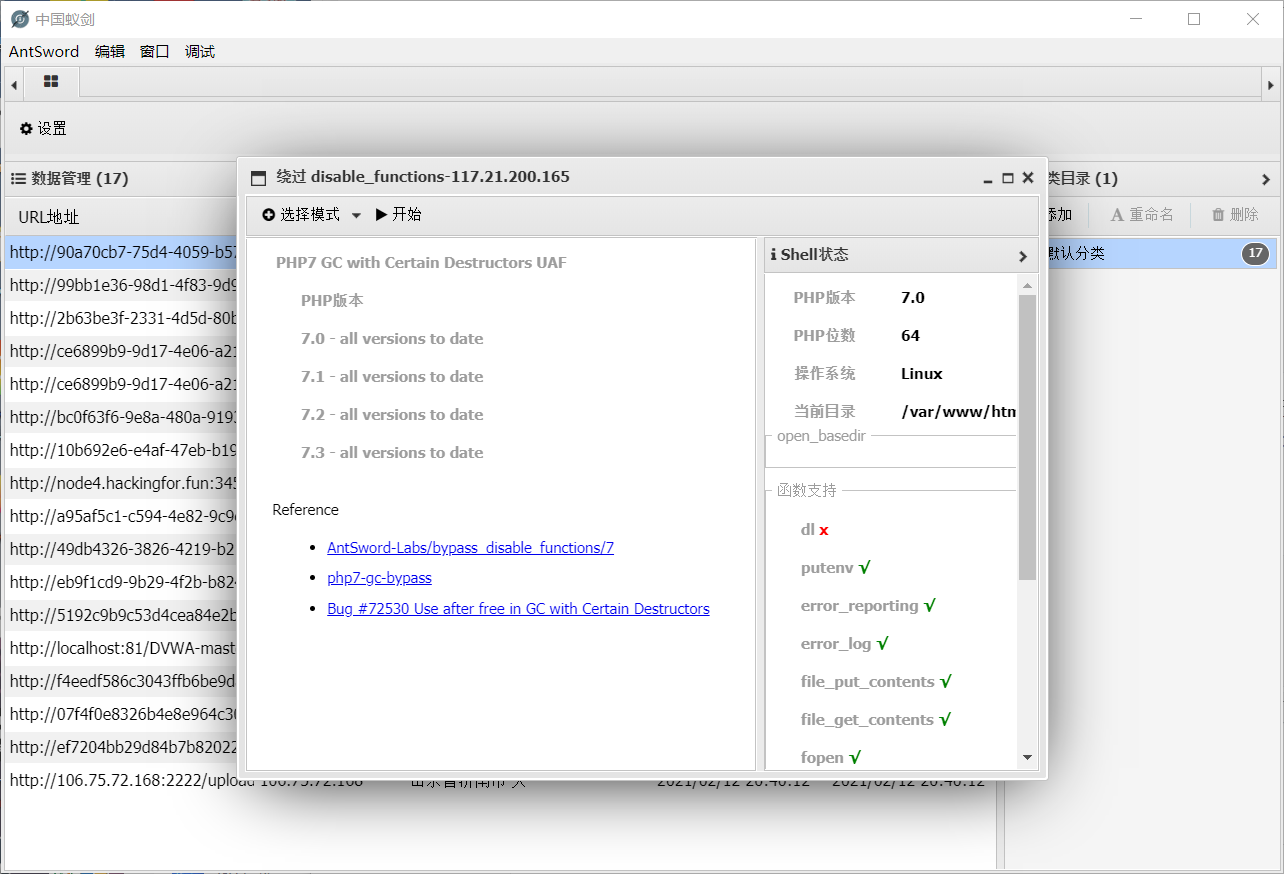 中国蚁剑
AntSword 编辑 窗口 调试
设置
数据管理 (17)
URL地址
http://90a70cb7-75d4-4059-b57
http://99bb1e36-98d1-4f83-9d9
http://2b63be3f-2331-4d5d-80b
http://ce6899b9-9d17-4e06-a21
http://ce6899b9-9d17-4e06-a21
http://bc0f63f6-9e8a-480a-9193
http://10b692e6-e4af-47eb-b19
http://node4.hackingfor.fun:345
http://a95af5c1-c594-4e82-9c9
http://49db4326-3826-4219-b2
http://eb9f1cd9-9b29-4f2b-b824
http://5192c9b9c53d4cea84e2b
http://localhost:81/DVWA-mast
http://f4eedf586c3043ffb6be9d
http://07f4f0e8326b4e8e964c30
http://ef7204bb29d84b7b82022
http://106.75.72.168:2222/upload 106.75.72.168 2021/02/12 20:46:12 2021/02/12 20:46:12
绕过 disable_functions-117.21.200.165
选择模式 开始
PHP7 GC with Certain Destructors UAF
PHP版本
7.0 - all versions to date
7.1 - all versions to date
7.2 - all versions to date
7.3 - all versions to date
Reference
AntSword-Labs/bypass_disable_functions/7
php7-gc-bypass
Bug #72530 Use after free in GC with Certain Destructors
Shell状态
PHP版本 7.0
PHP位数 64
操作系统 Linux
当前目录 /var/www/htm
open_basedir
函数支持
dl x
putenv √
error_reporting √
error_log √
file_put_contents √
file_get_contents √
fopen √
类目录 (1)
添加 重命名 删除
默认分类 17